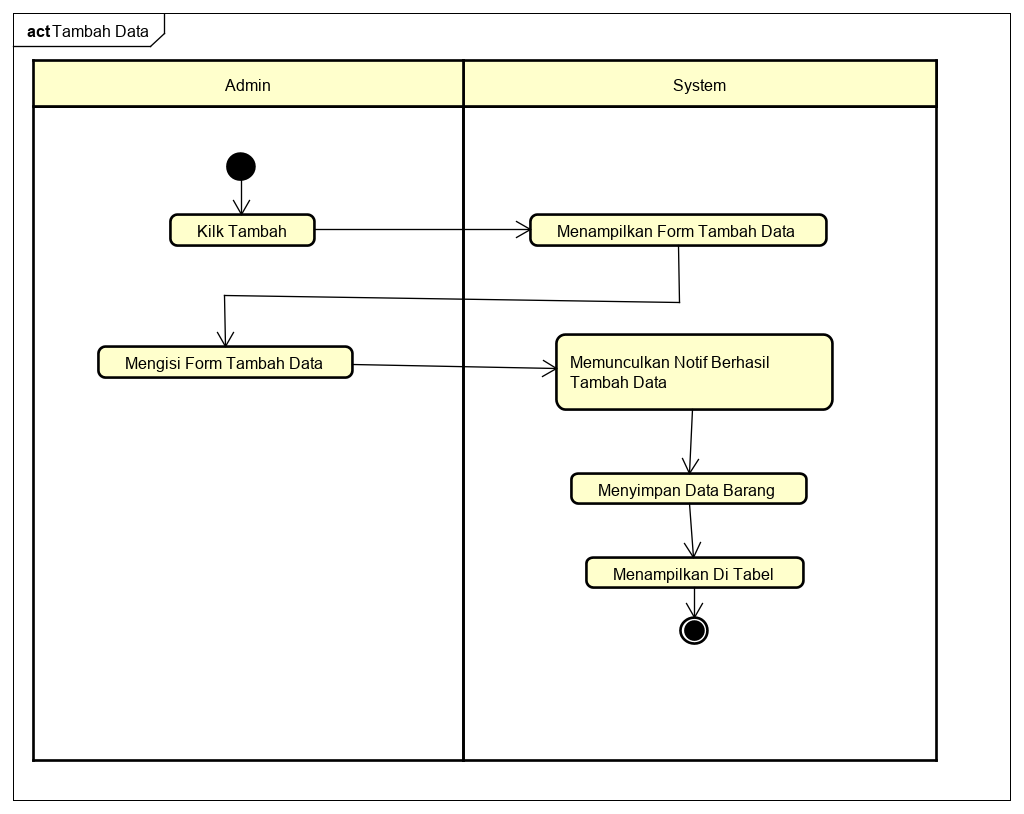 act Tambah Data
Admin
System
Kilk Tambah
Menampilkan Form Tambah Data
Mengisi Form Tambah Data
Memunculkan Notif Berhasil
Tambah Data
Menyimpan Data Barang
Menampilkan Di Tabel